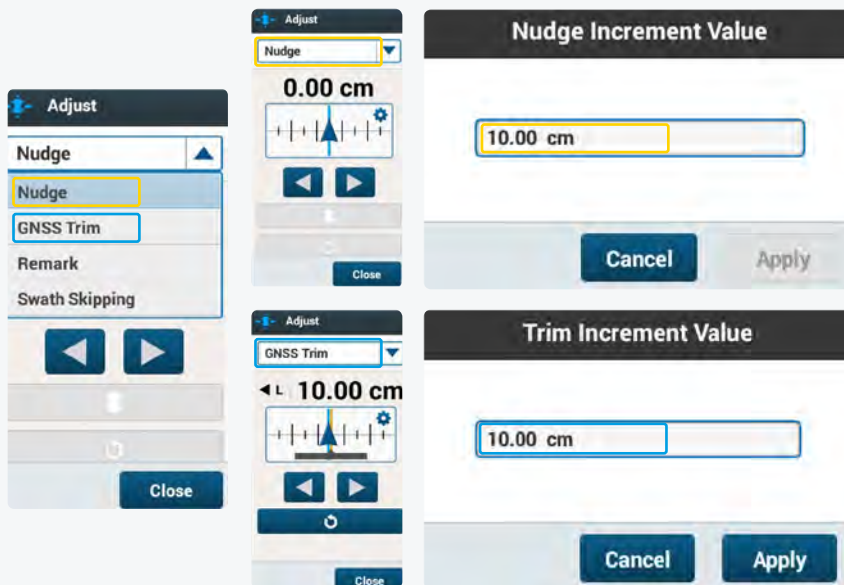 Adjust
Nudge
Nudge
GNSS Trim
Remark
Swath Skipping
Close
Adjust
Nudge
0.00 cm
Close
Nudge Increment Value
10.00 cm
Cancel
Apply
Adjust
GNSS Trim
L 10.00 cm
Close
Trim Increment Value
10.00 cm
Cancel
Apply